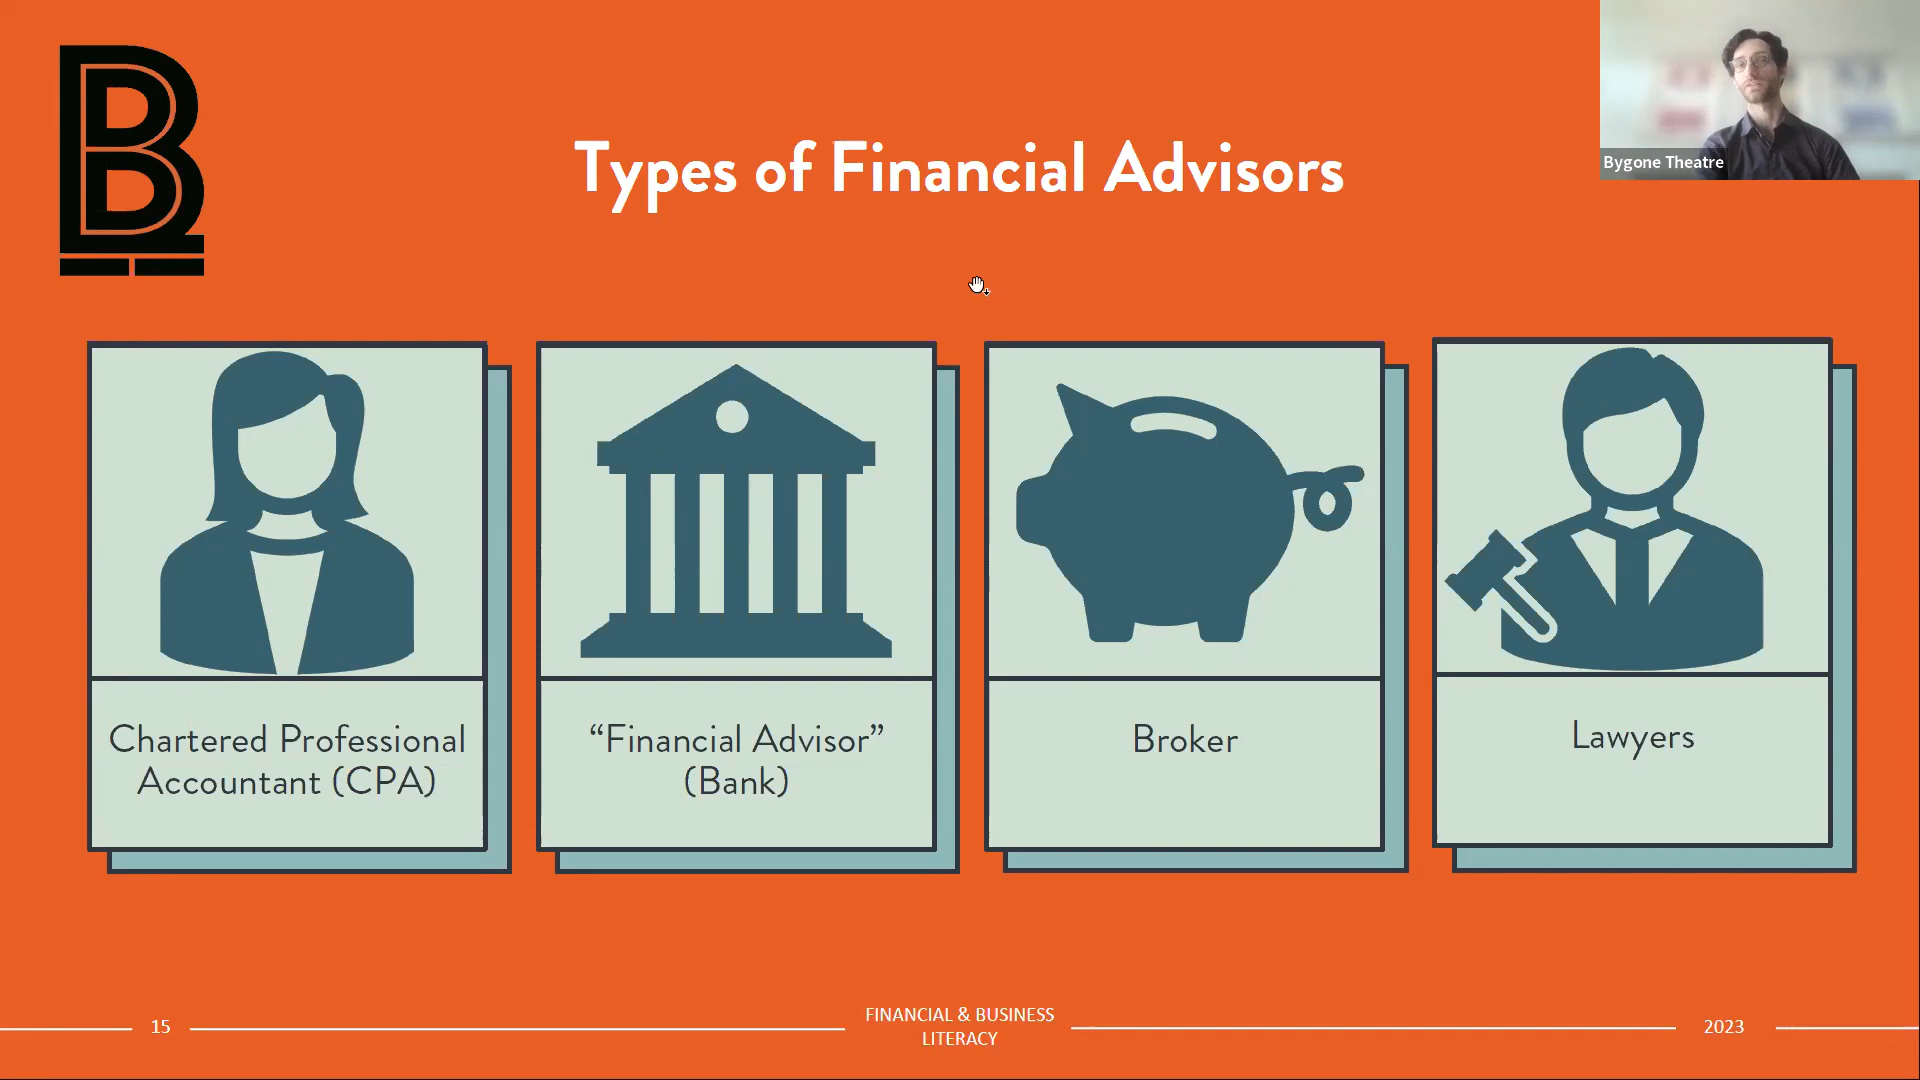 B
Types of Financial Advisors
Bygone Theatre
Chartered Professional
Accountant (CPA)
“Financial Advisor”
(Bank)
Broker
Lawyers
15
FINANCIAL & BUSINESS
LITERACY
2023